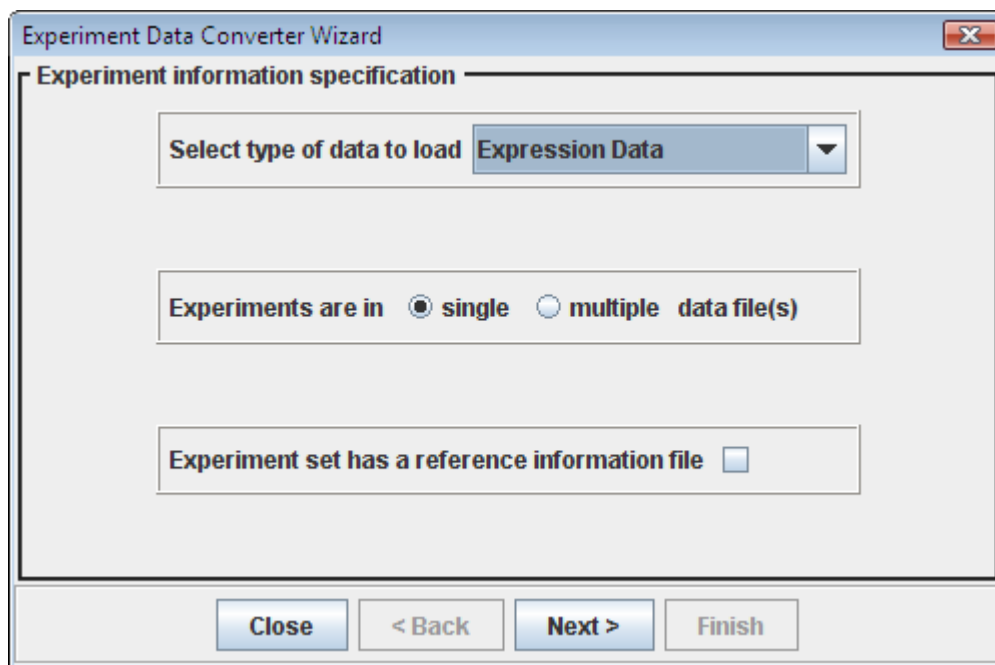 Experiment Data Converter Wizard
Experiment information specification
Select type of data to load Expression Data
Experiments are in single multiple data file(s)
Experiment set has a reference information file
Close < Back Next > Finish